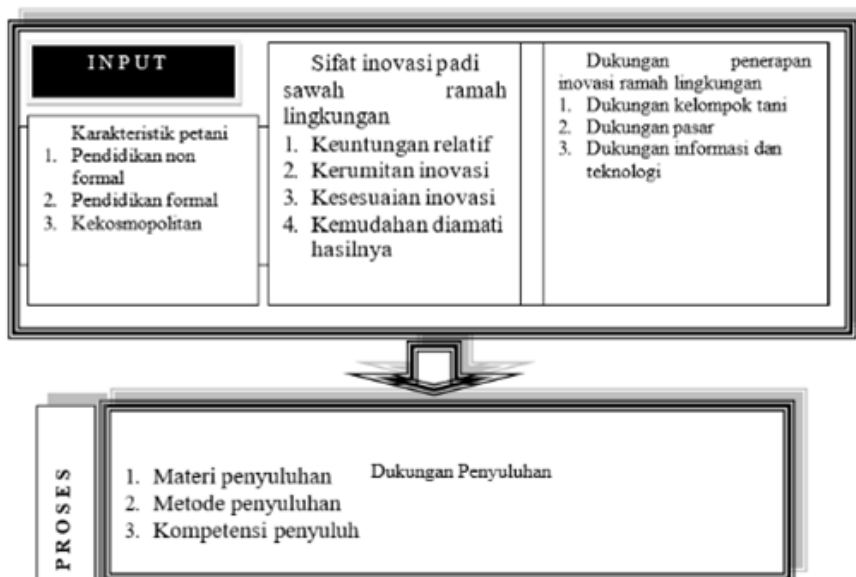 INPUT
Karakteristik petani
1. Pendidikan non
formal
2. Pendidikan formal
3. Kekosmopolitan
Sifat inovasi padi
sawah ramah
lingkungan
1. Keuntungan relatif
2. Kerumitan inovasi
3. Kesesuaian inovasi
4. Kemudahan diamati
hasilnya
Dukungan penerapan
inovasi ramah lingkungan
1. Dukungan kelompok tani
2. Dukungan pasar
3. Dukungan informasi dan
teknologi
PROSES
Dukungan Penyuluhan
1. Materi penyuluhan
2. Metode penyuluhan
3. Kompetensi penyuluh